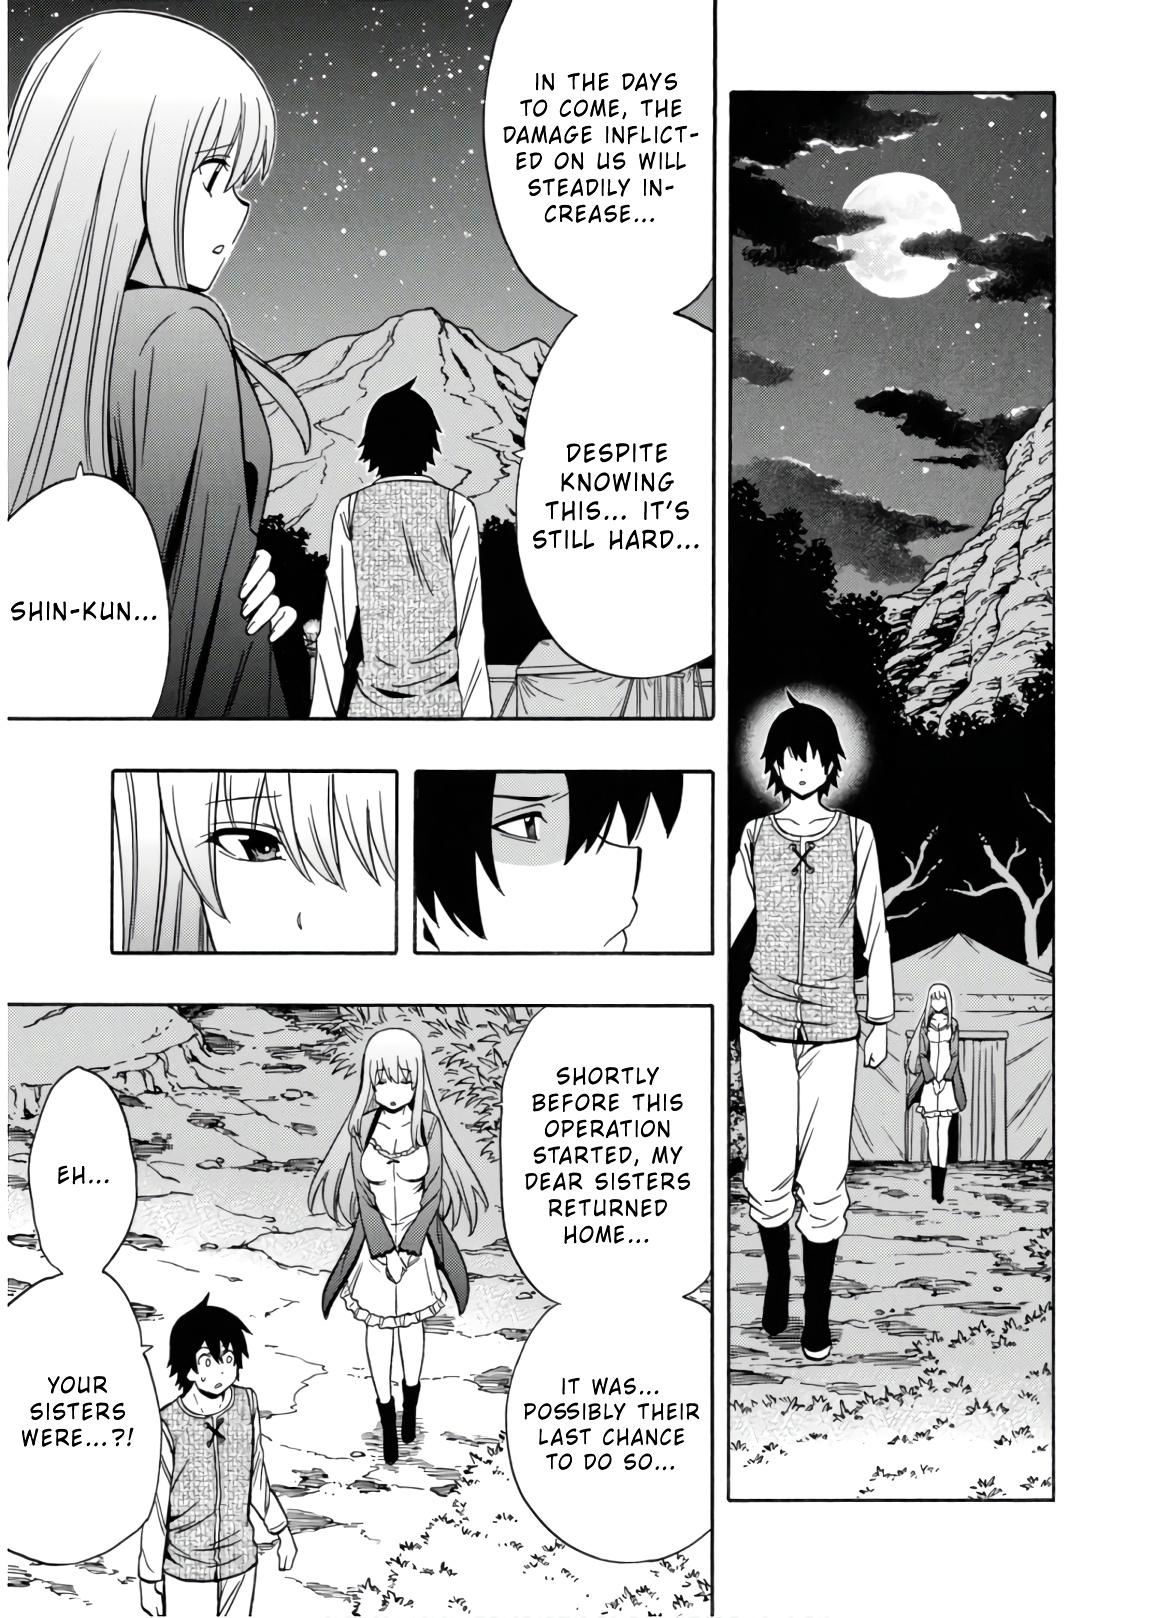 IN THE DAYS
TO COME, THE
DAMAGE INFLICT-
ED ON US WILL
STEADILY IN-
CREASE...
DESPITE
KNOWING
THIS... IT'S
STILL HARD...
SHIN-KUN...
SHORTLY
BEFORE THIS
OPERATION
STARTED, MY
DEAR SISTERS
RETURNED
HOME...
IT WAS...
POSSIBLY THEIR
LAST CHANCE
TO DO SO...
EH...
YOUR
SISTERS
WERE...?!